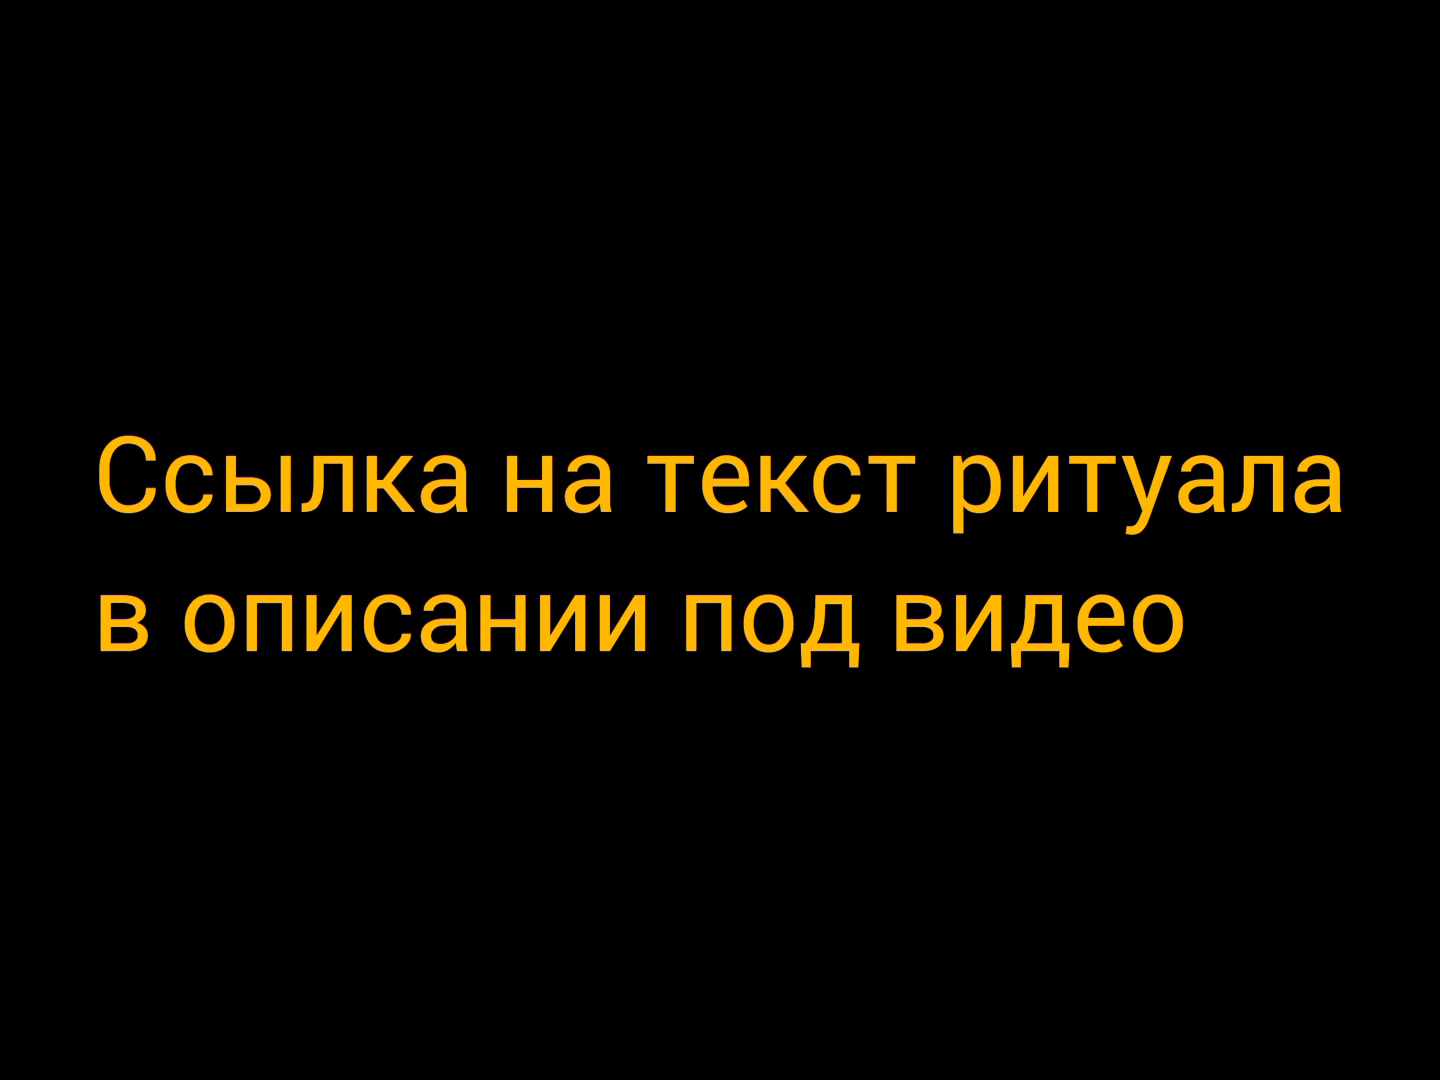 Ссылка на текст ритуала
в описании под видео